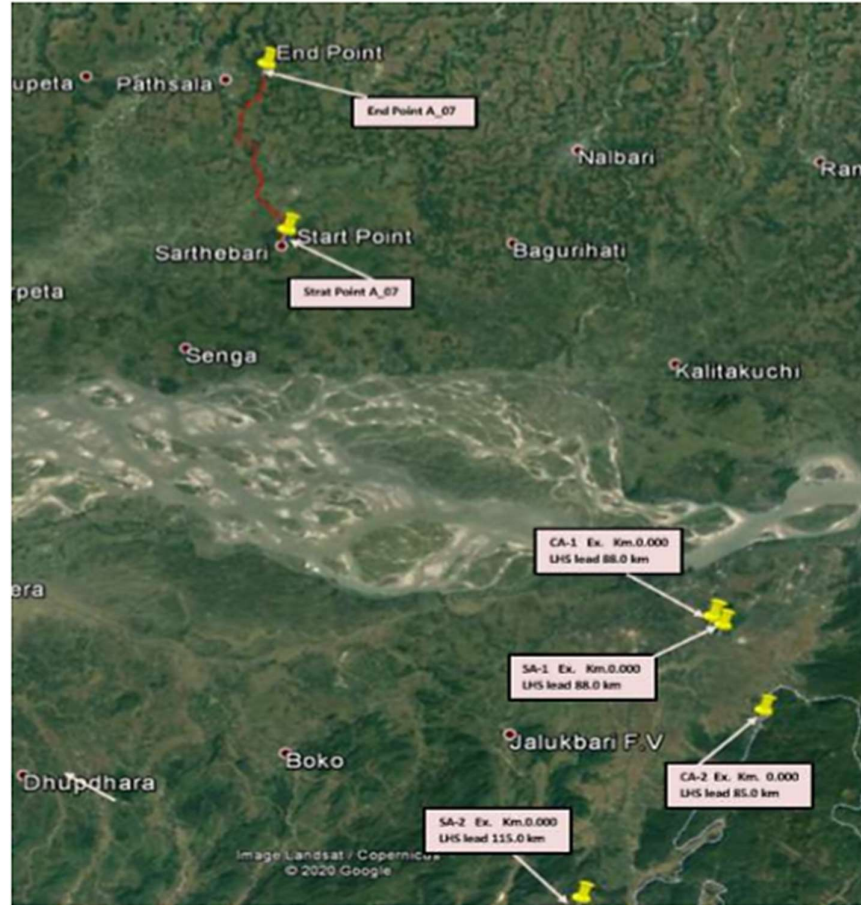 End Point
upeta
Pathsala
End Point A_07
Nalbari
Ran
Start Point
Sarthebari
Bagurihati
Strat Point A_07
rpeta
Senga
Kalitakuchi
CA-1 Ex. Km.0.000
LHS lead 88.0 km
era
SA-1 Ex. Km.0.000
LHS lead 88.0 km
Jalukbari F.V
Boko
Dhupdhara
CA-2 Ex. Km. 0.000
LHS lead 85.0 km
SA-2 Ex. Km.0.000
LHS lead 115.0 km
Image Landsat / Copernicus
© 2020 Google